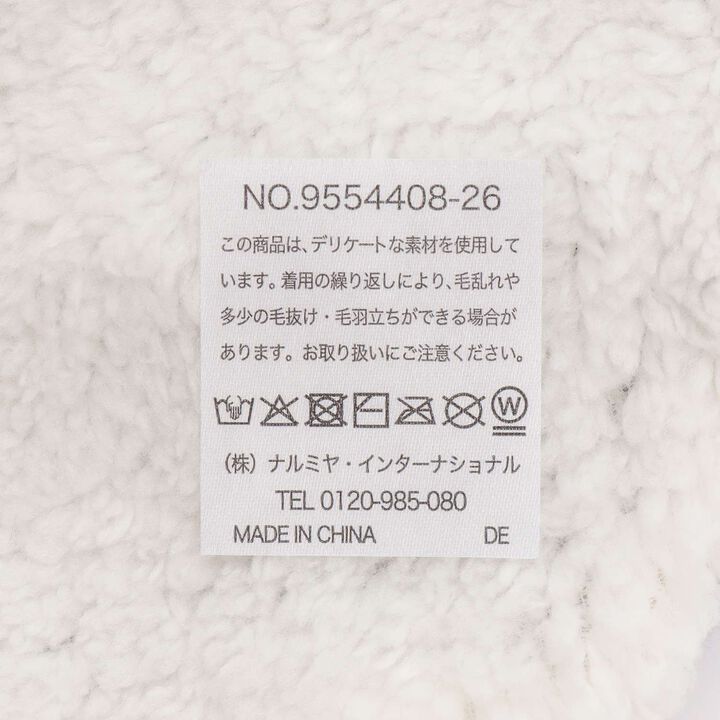 NO.9554408-26
この商品は、デリケートな素材を使用して
います。着用の繰り返しにより、毛乱れや
多少の毛抜け・毛羽立ちができる場合が
あります。お取り扱いにご注意ください。
W
（株）ナルミヤ・インターナショナル
TEL 0120-985-080
MADE IN CHINA DE